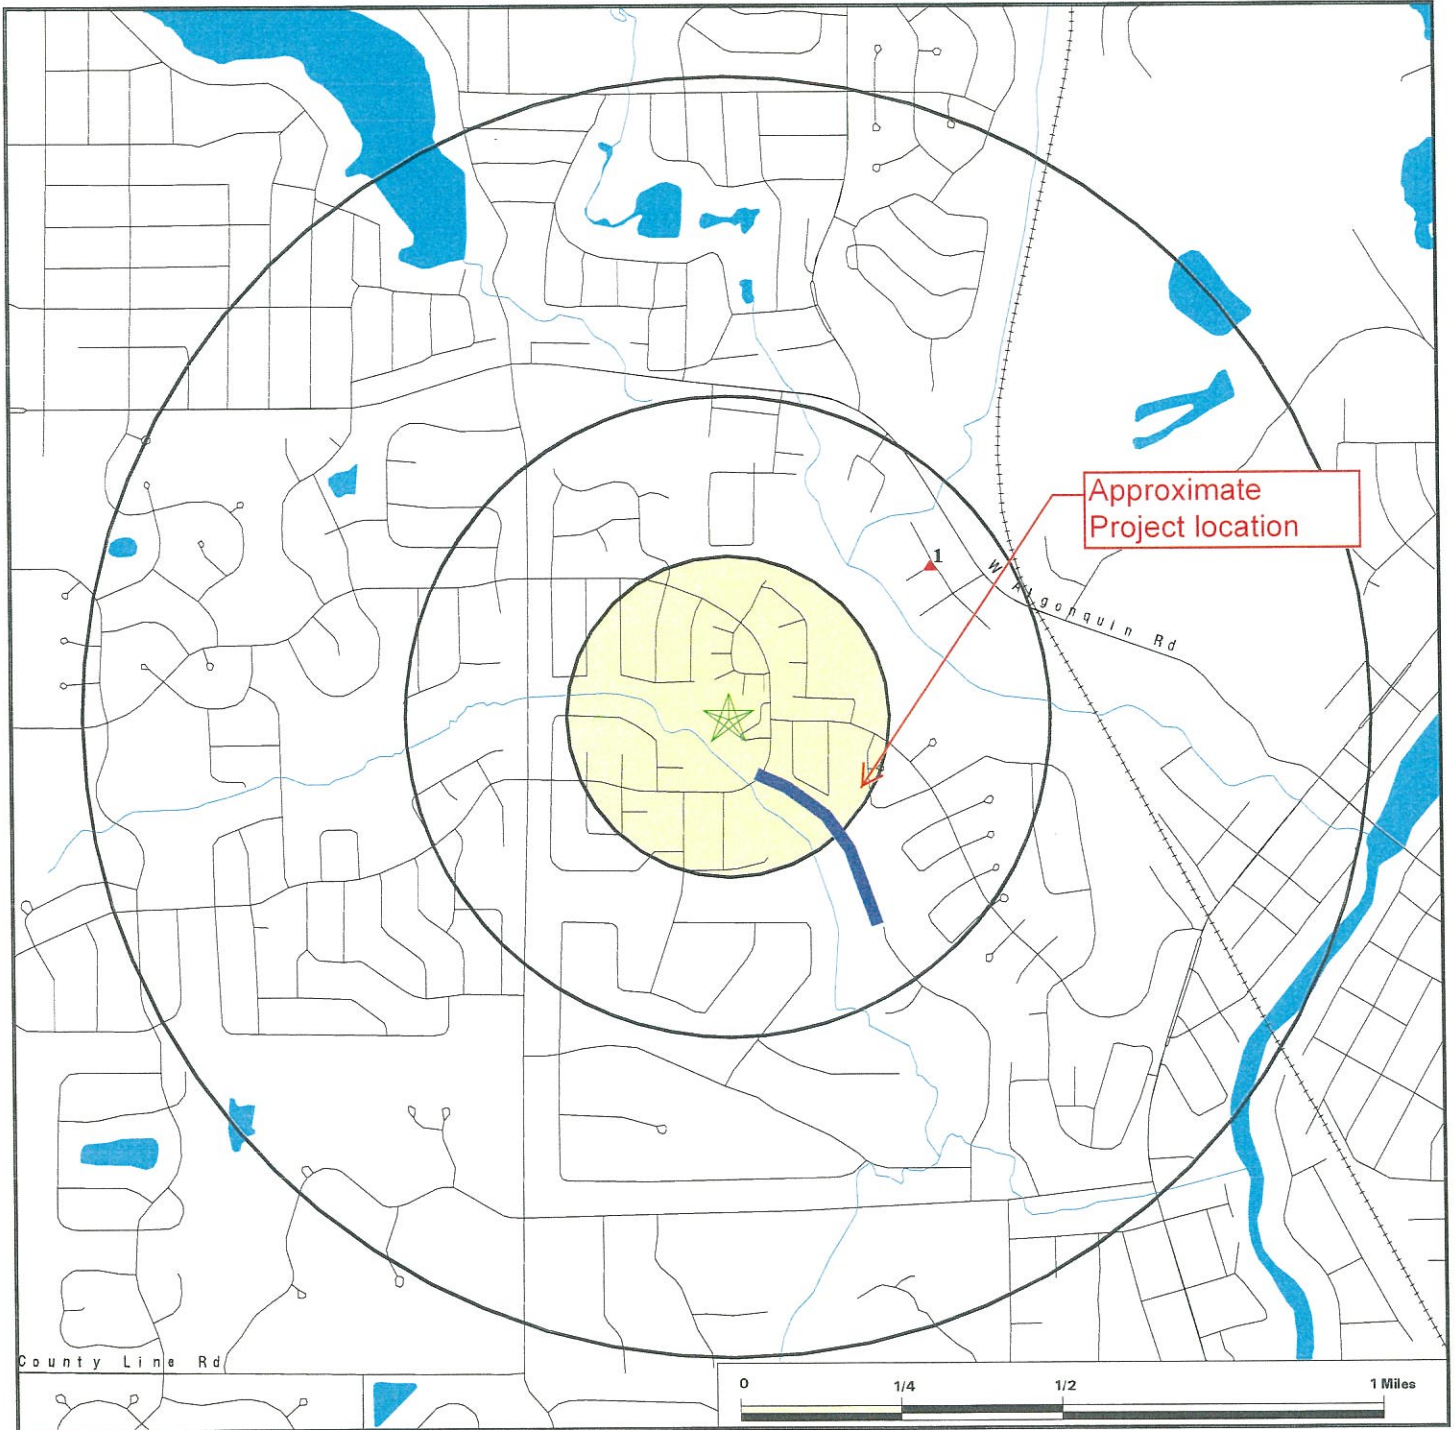 Approximate
Project location
1
W Algonquin Rd
County Line Rd
0 1/4 1/2 1 Miles